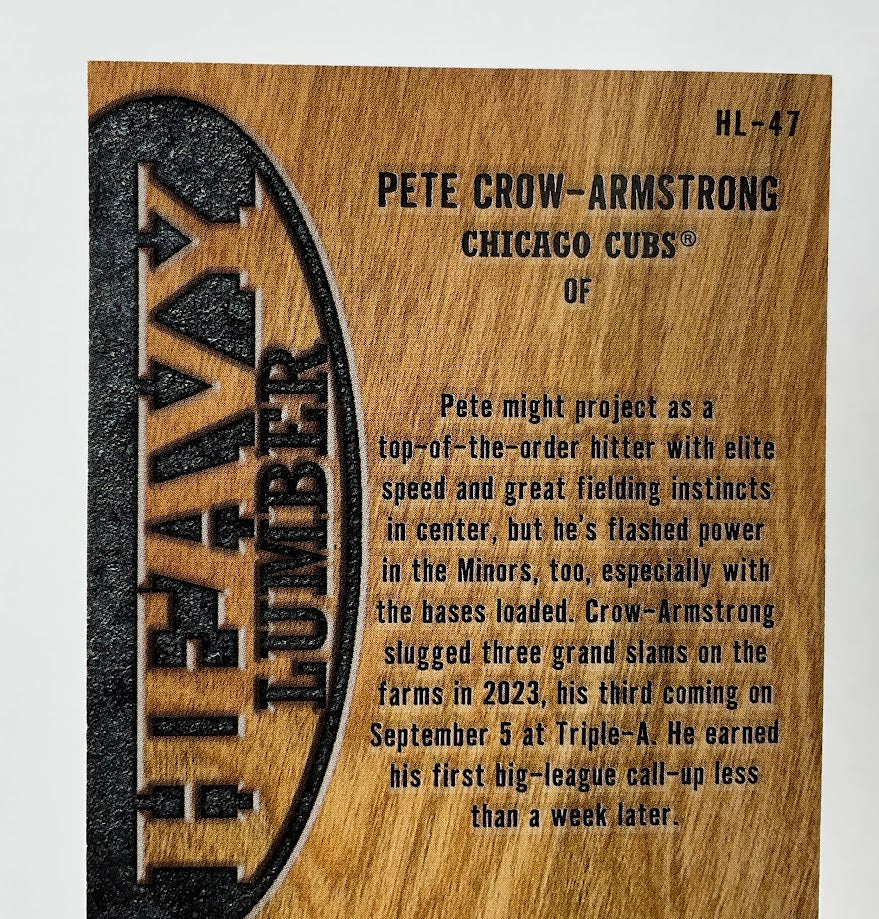 HL-47
PETE CROW-ARMSTRONG
CHICAGO CUBS®
OF
HEAVY
LUMBER
Pete might project as a
top-of-the-order hitter with elite
speed and great fielding instincts
in center, but he's flashed power
in the Minors, too, especially with
the bases loaded. Crow-Armstrong
slugged three grand slams on the
farms in 2023, his third coming on
September 5 at Triple-A. He earned
his first big-league call-up less
than a week later.